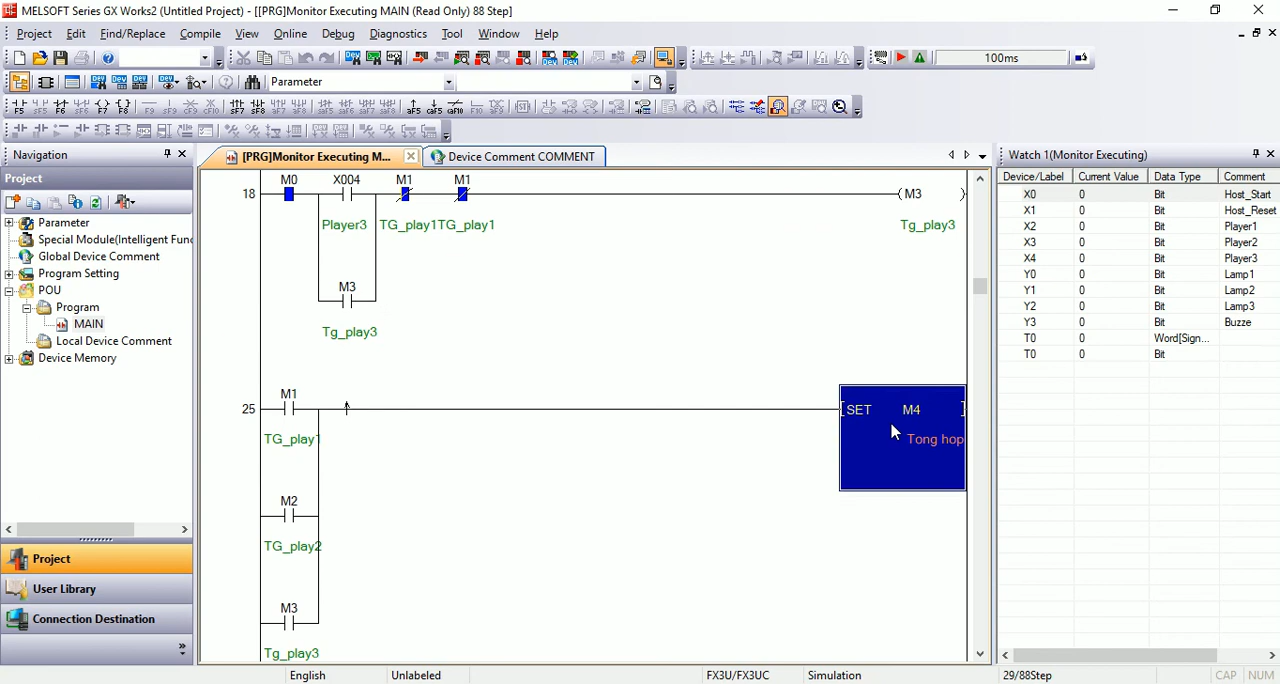 MELSOFT Series GX Works2 (Untitled Project) - [[PRG]Monitor Executing MAIN (Read Only) 88 Step]
Project Edit Find/Replace Compile View Online Debug Diagnostics Tool Window Help
100ms
Parameter
Navigation
[PRG]Monitor Executing M...
Device Comment COMMENT
Watch 1(Monitor Executing)
Project
Parameter
Special Module(Intelligent Func
Global Device Comment
Program Setting
POU
Program
MAIN
Local Device Comment
Device Memory
Project
User Library
Connection Destination
M0 X004 M1 M1
18 M3
Player3 TG_play1TG_play1 Tg_play3
M3
Tg_play3
M1
25 SET M4
TG_play1 Tong hop
M2
TG_play2
M3
Tg_play3
Device/Label Current Value Data Type Comment
X0 0 Bit Host_Start
X1 0 Bit Host_Reset
X2 0 Bit Player1
X3 0 Bit Player2
X4 0 Bit Player3
Y0 0 Bit Lamp1
Y1 0 Bit Lamp2
Y2 0 Bit Lamp3
Y3 0 Bit Buzze
T0 0 Word[Sign...
T0 0 Bit
English Unlabeled FX3U/FX3UC Simulation 29/88Step CAP NUM